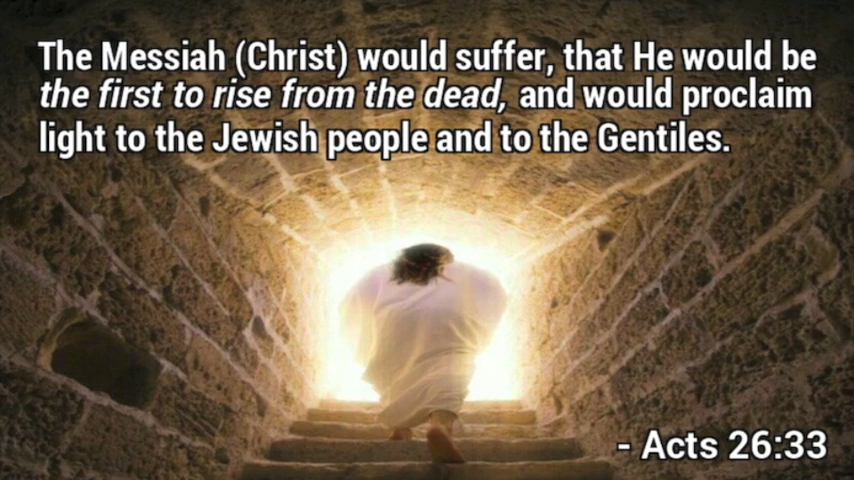 The Messiah (Christ) would suffer, that He would be
the first to rise from the dead, and would proclaim
light to the Jewish people and to the Gentiles.
- Acts 26:33